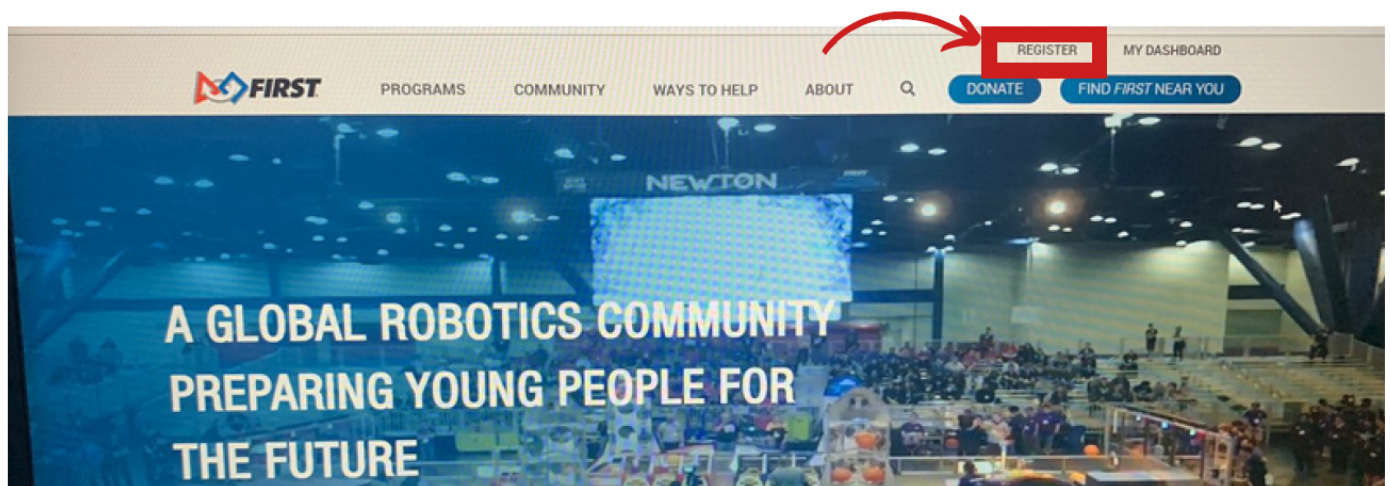 REGISTER MY DASHBOARD
FIRST PROGRAMS COMMUNITY WAYS TO HELP ABOUT DONATE FIND FIRST NEAR YOU
NEWTON
A GLOBAL ROBOTICS COMMUNITY
PREPARING YOUNG PEOPLE FOR
THE FUTURE